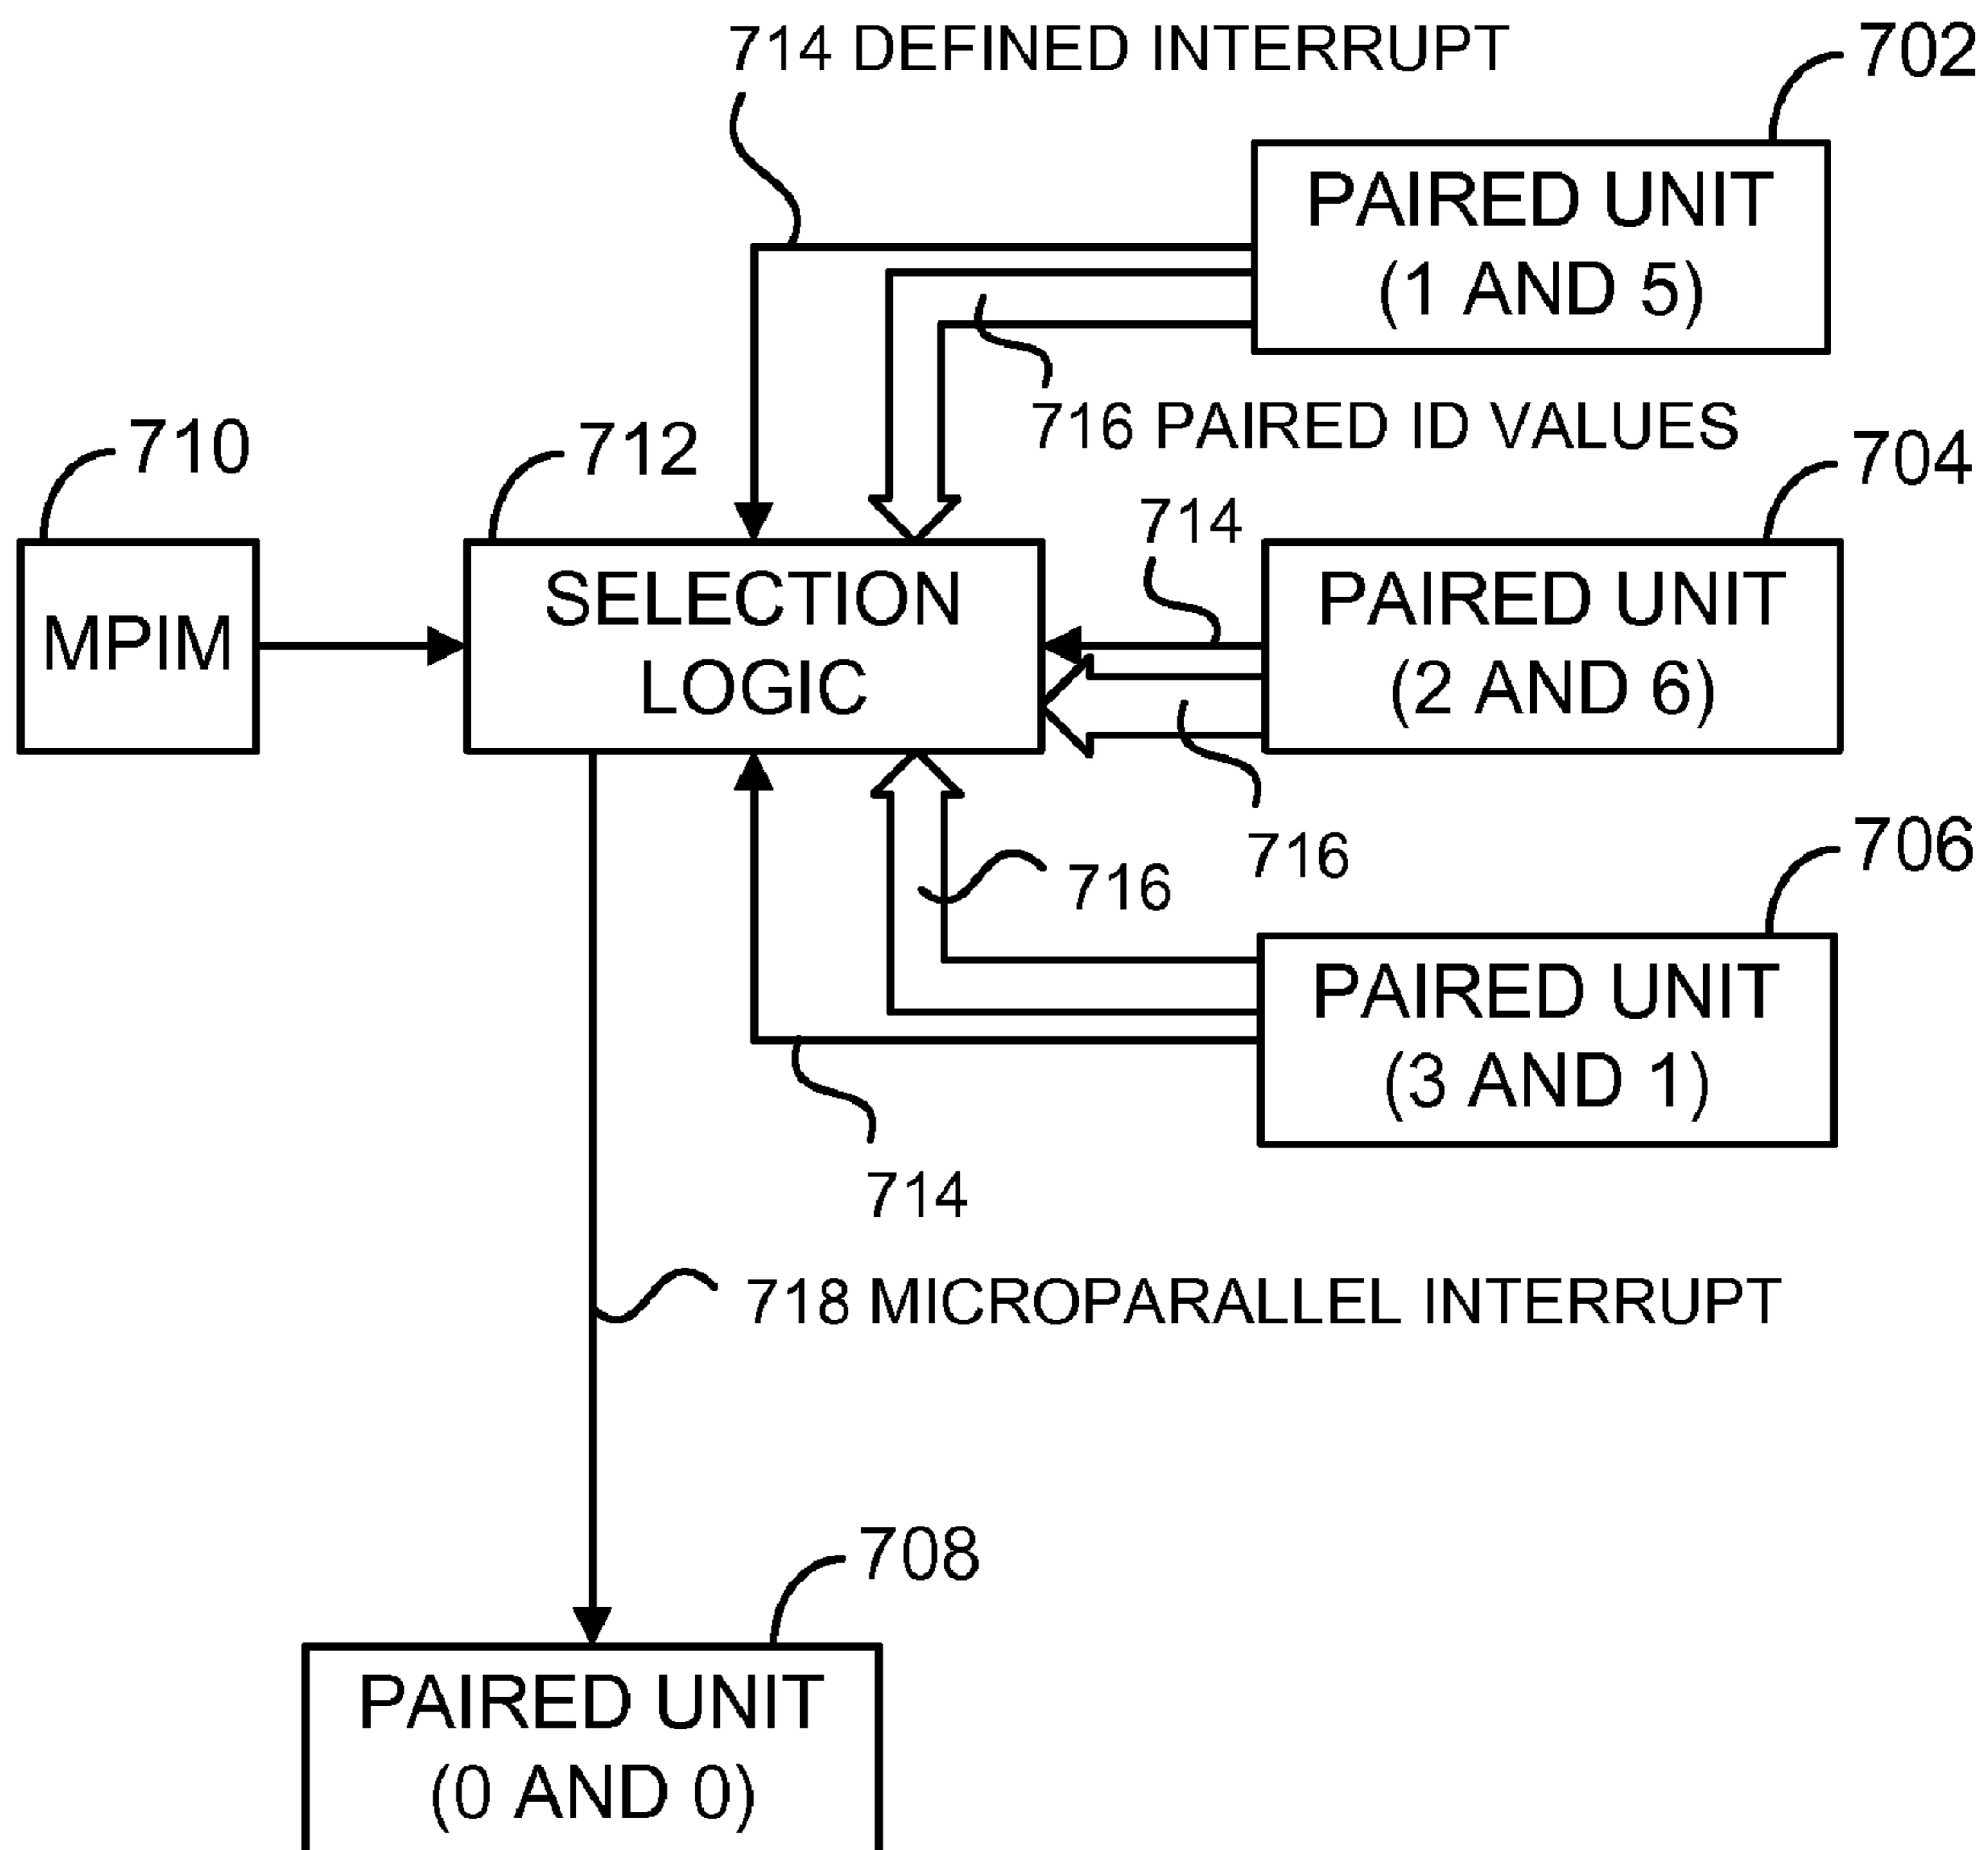 714 DEFINED INTERRUPT
702
PAIRED UNIT
(1 AND 5)
716 PAIRED ID VALUES
710
712
704
714
MPIM
SELECTION
LOGIC
PAIRED UNIT
(2 AND 6)
716
716
706
PAIRED UNIT
(3 AND 1)
714
718 MICROPARALLEL INTERRUPT
708
PAIRED UNIT
(0 AND 0)